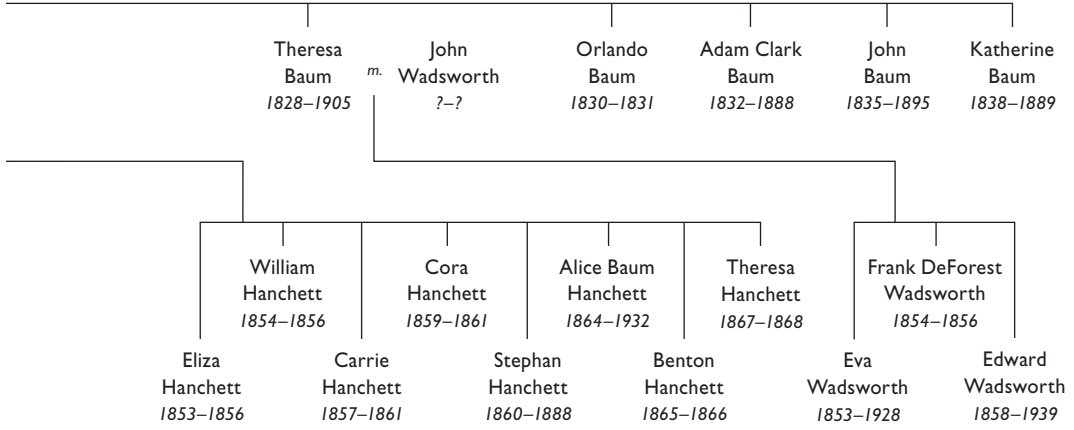 Theresa
Baum
1828–1905
m.
John
Wadsworth
?–?
Orlando
Baum
1830–1831
Adam Clark
Baum
1832–1888
John
Baum
1835–1895
Katherine
Baum
1838–1889
William
Hanchett
1854–1856
Cora
Hanchett
1859–1861
Alice Baum
Hanchett
1864–1932
Theresa
Hanchett
1867–1868
Frank DeForest
Wadsworth
1854–1856
Eliza
Hanchett
1853–1856
Carrie
Hanchett
1857–1861
Stephan
Hanchett
1860–1888
Benton
Hanchett
1865–1866
Eva
Wadsworth
1853–1928
Edward
Wadsworth
1858–1939